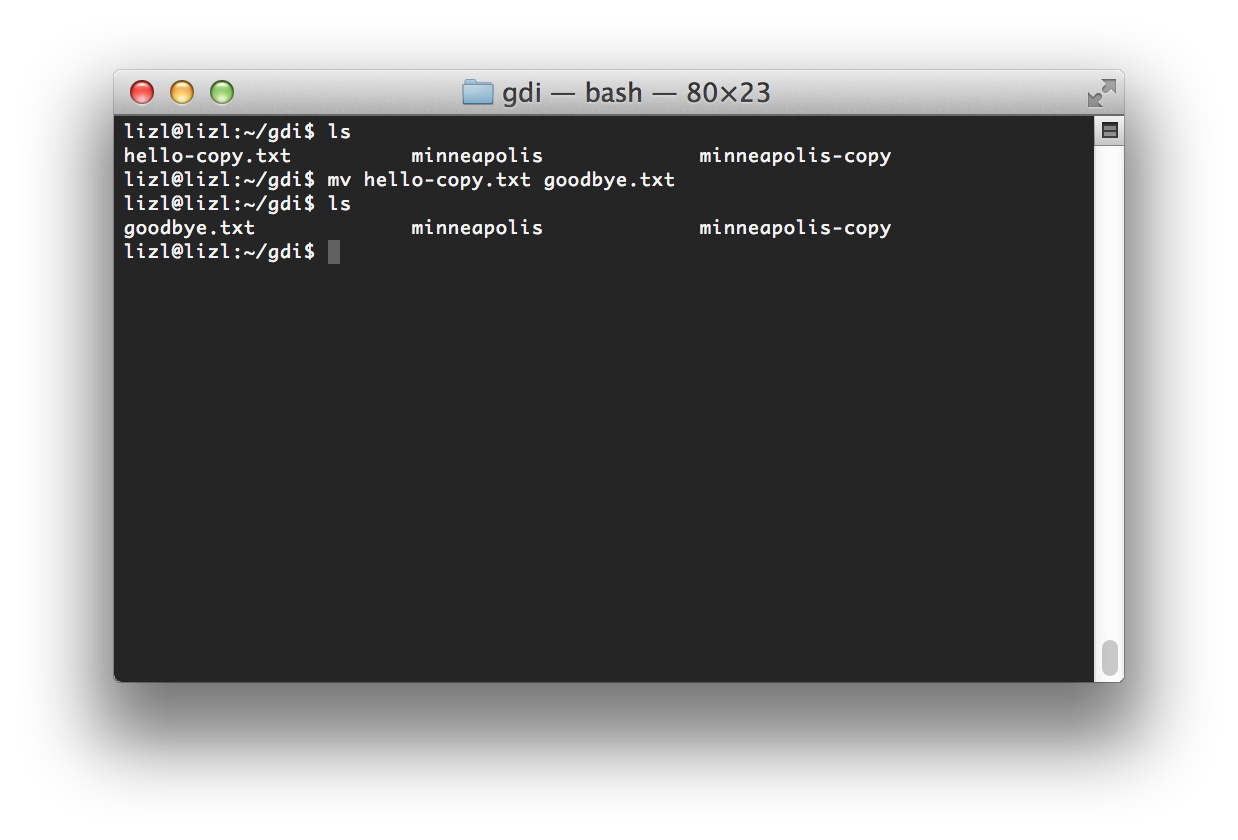 gdi — bash — 80×23
lizl@lizl:~/gdi$ ls
hello-copy.txt          minneapolis             minneapolis-copy
lizl@lizl:~/gdi$ mv hello-copy.txt goodbye.txt
lizl@lizl:~/gdi$ ls
goodbye.txt             minneapolis             minneapolis-copy
lizl@lizl:~/gdi$